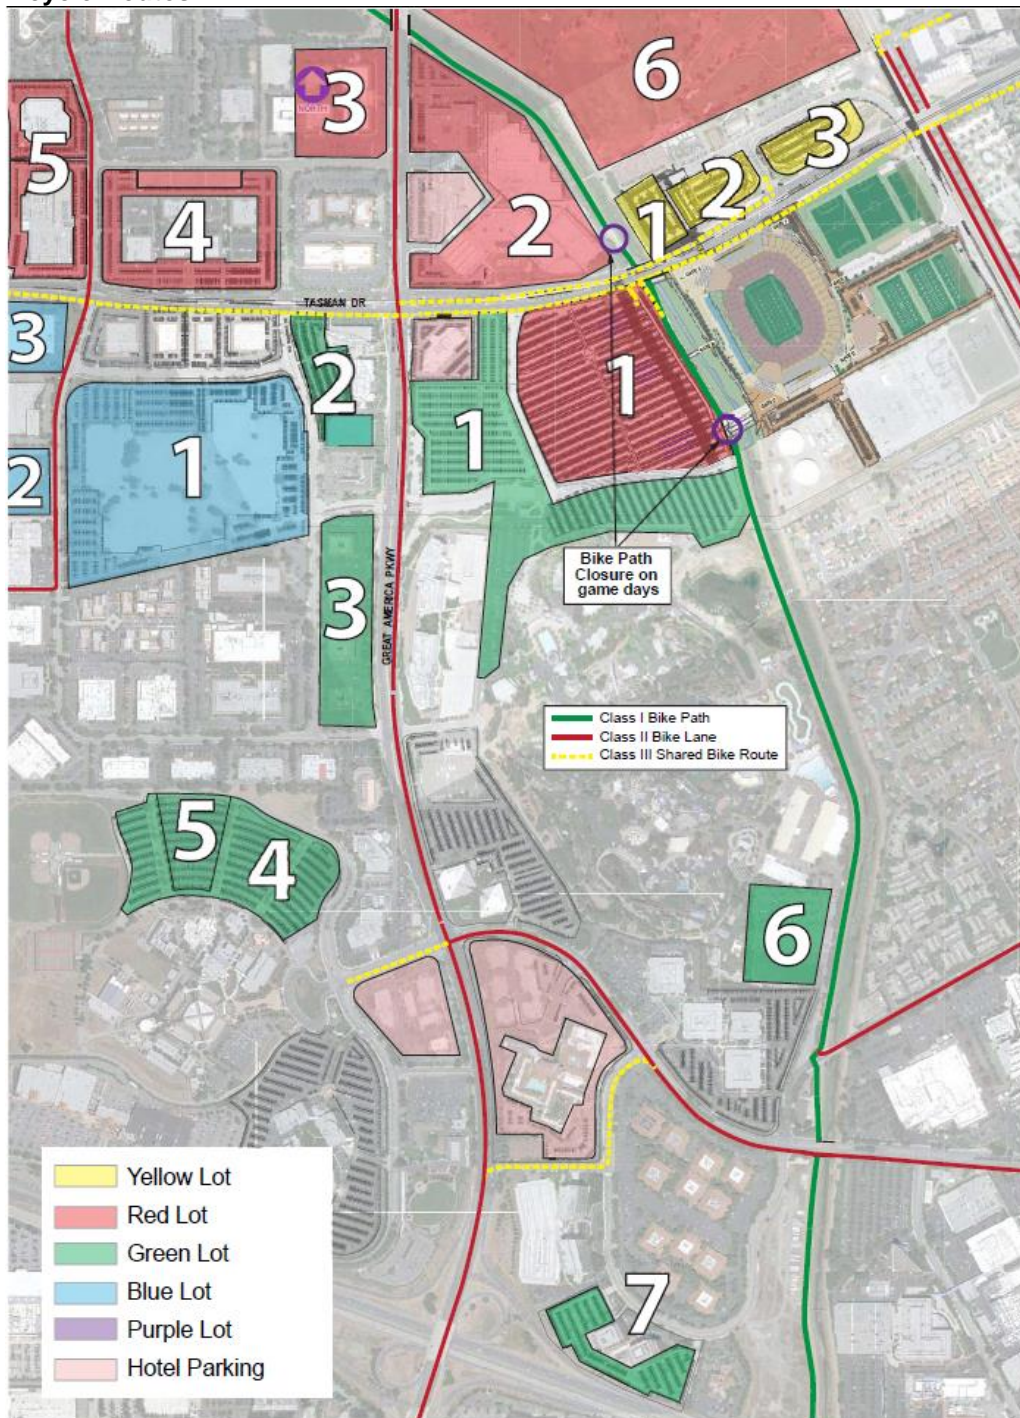 6
3
NORTH
5
3
2
1
4
2
TASMAN DR
3
2
1
1
1
2
Bike Path
Closure on
game days
3
GREAT AMERICA PKWY
Class I Bike Path
Class II Bike Lane
Class III Shared Bike Route
5
4
6
Yellow Lot
Red Lot
Green Lot
Blue Lot
Purple Lot
Hotel Parking
7